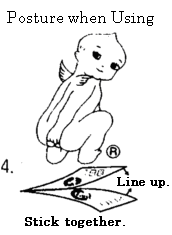 Posture when Using
®
4.
Line up.
Stick together.